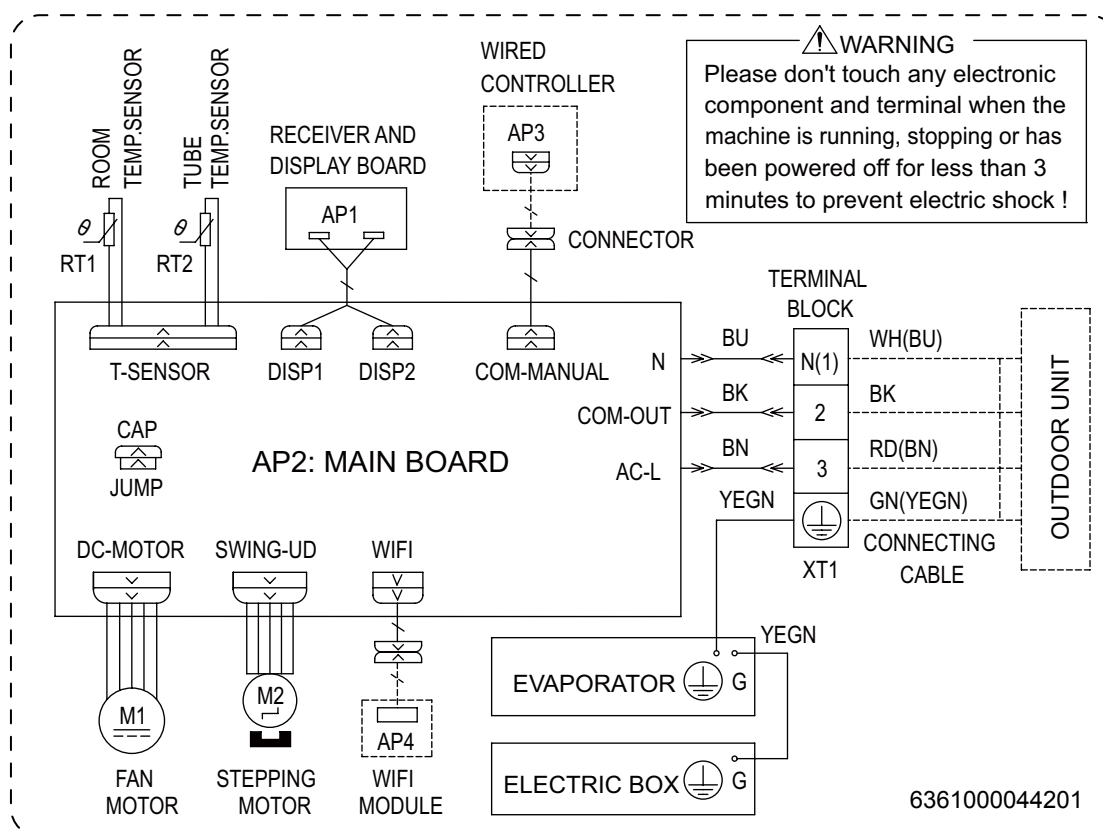 WARNING
Please don't touch any electronic
component and terminal when the
machine is running, stopping or has
been powered off for less than 3
minutes to prevent electric shock !
ROOM
TEMP.SENSOR
TUBE
TEMP.SENSOR
θ
RT1
θ
RT2
RECEIVER AND
DISPLAY BOARD
AP1
WIRED
CONTROLLER
AP3
CONNECTOR
T-SENSOR
DISP1
DISP2
COM-MANUAL
N
COM-OUT
AC-L
CAP
JUMP
AP2: MAIN BOARD
DC-MOTOR
SWING-UD
WIFI
BU
BK
BN
YEGN
TERMINAL
BLOCK
N(1)
2
3
XT1
WH(BU)
BK
RD(BN)
GN(YEGN)
CONNECTING
CABLE
OUTDOOR UNIT
M1
FAN
MOTOR
M2
STEPPING
MOTOR
AP4
WIFI
MODULE
YEGN
EVAPORATOR
G
ELECTRIC BOX
G
6361000044201